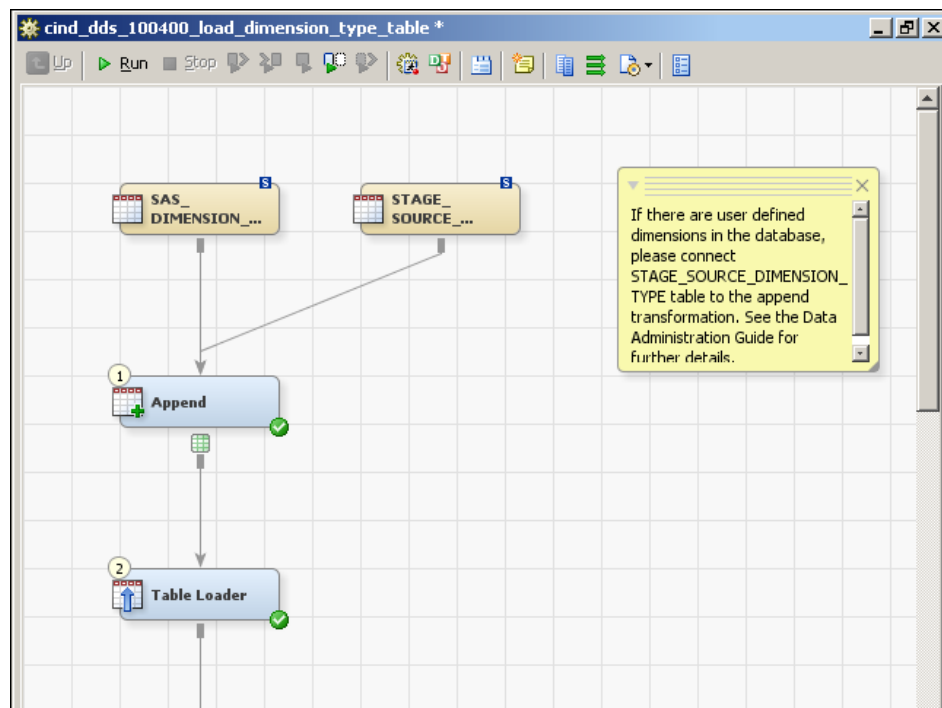 cind_dds_100400_load_dimension_type_table *
Up Run Stop
SAS_
DIMENSION_...
S
STAGE_
SOURCE_...
S
If there are user defined
dimensions in the database,
please connect
STAGE_SOURCE_DIMENSION_
TYPE table to the append
transformation. See the Data
Administration Guide for
further details.
1
Append
2
Table Loader